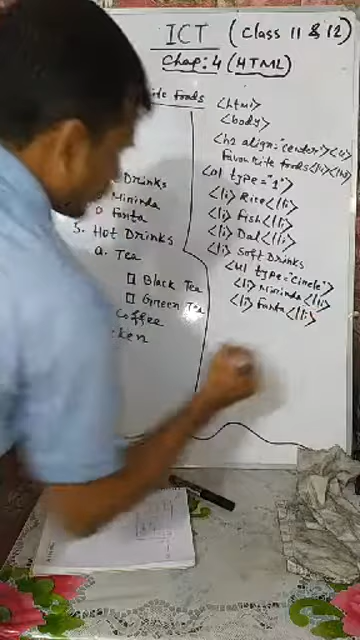 ICT (Class 11 & 12)
Chap: 4 (HTML)
foods
Drinks
Mirinda
Fanta
5. Hot Drinks
a. Tea
Black Tea
Green Tea
Coffee
<html>
<body>
<h2 align="center"><u>
Favourite foods</u></h2>
<ol type="1">
<li> Rice</li>
<li> Fish</li>
<li> Dal</li>
<li> Soft Drinks
<ul type="circle">
<li> Mirinda </li>
<li> Fanta</li>